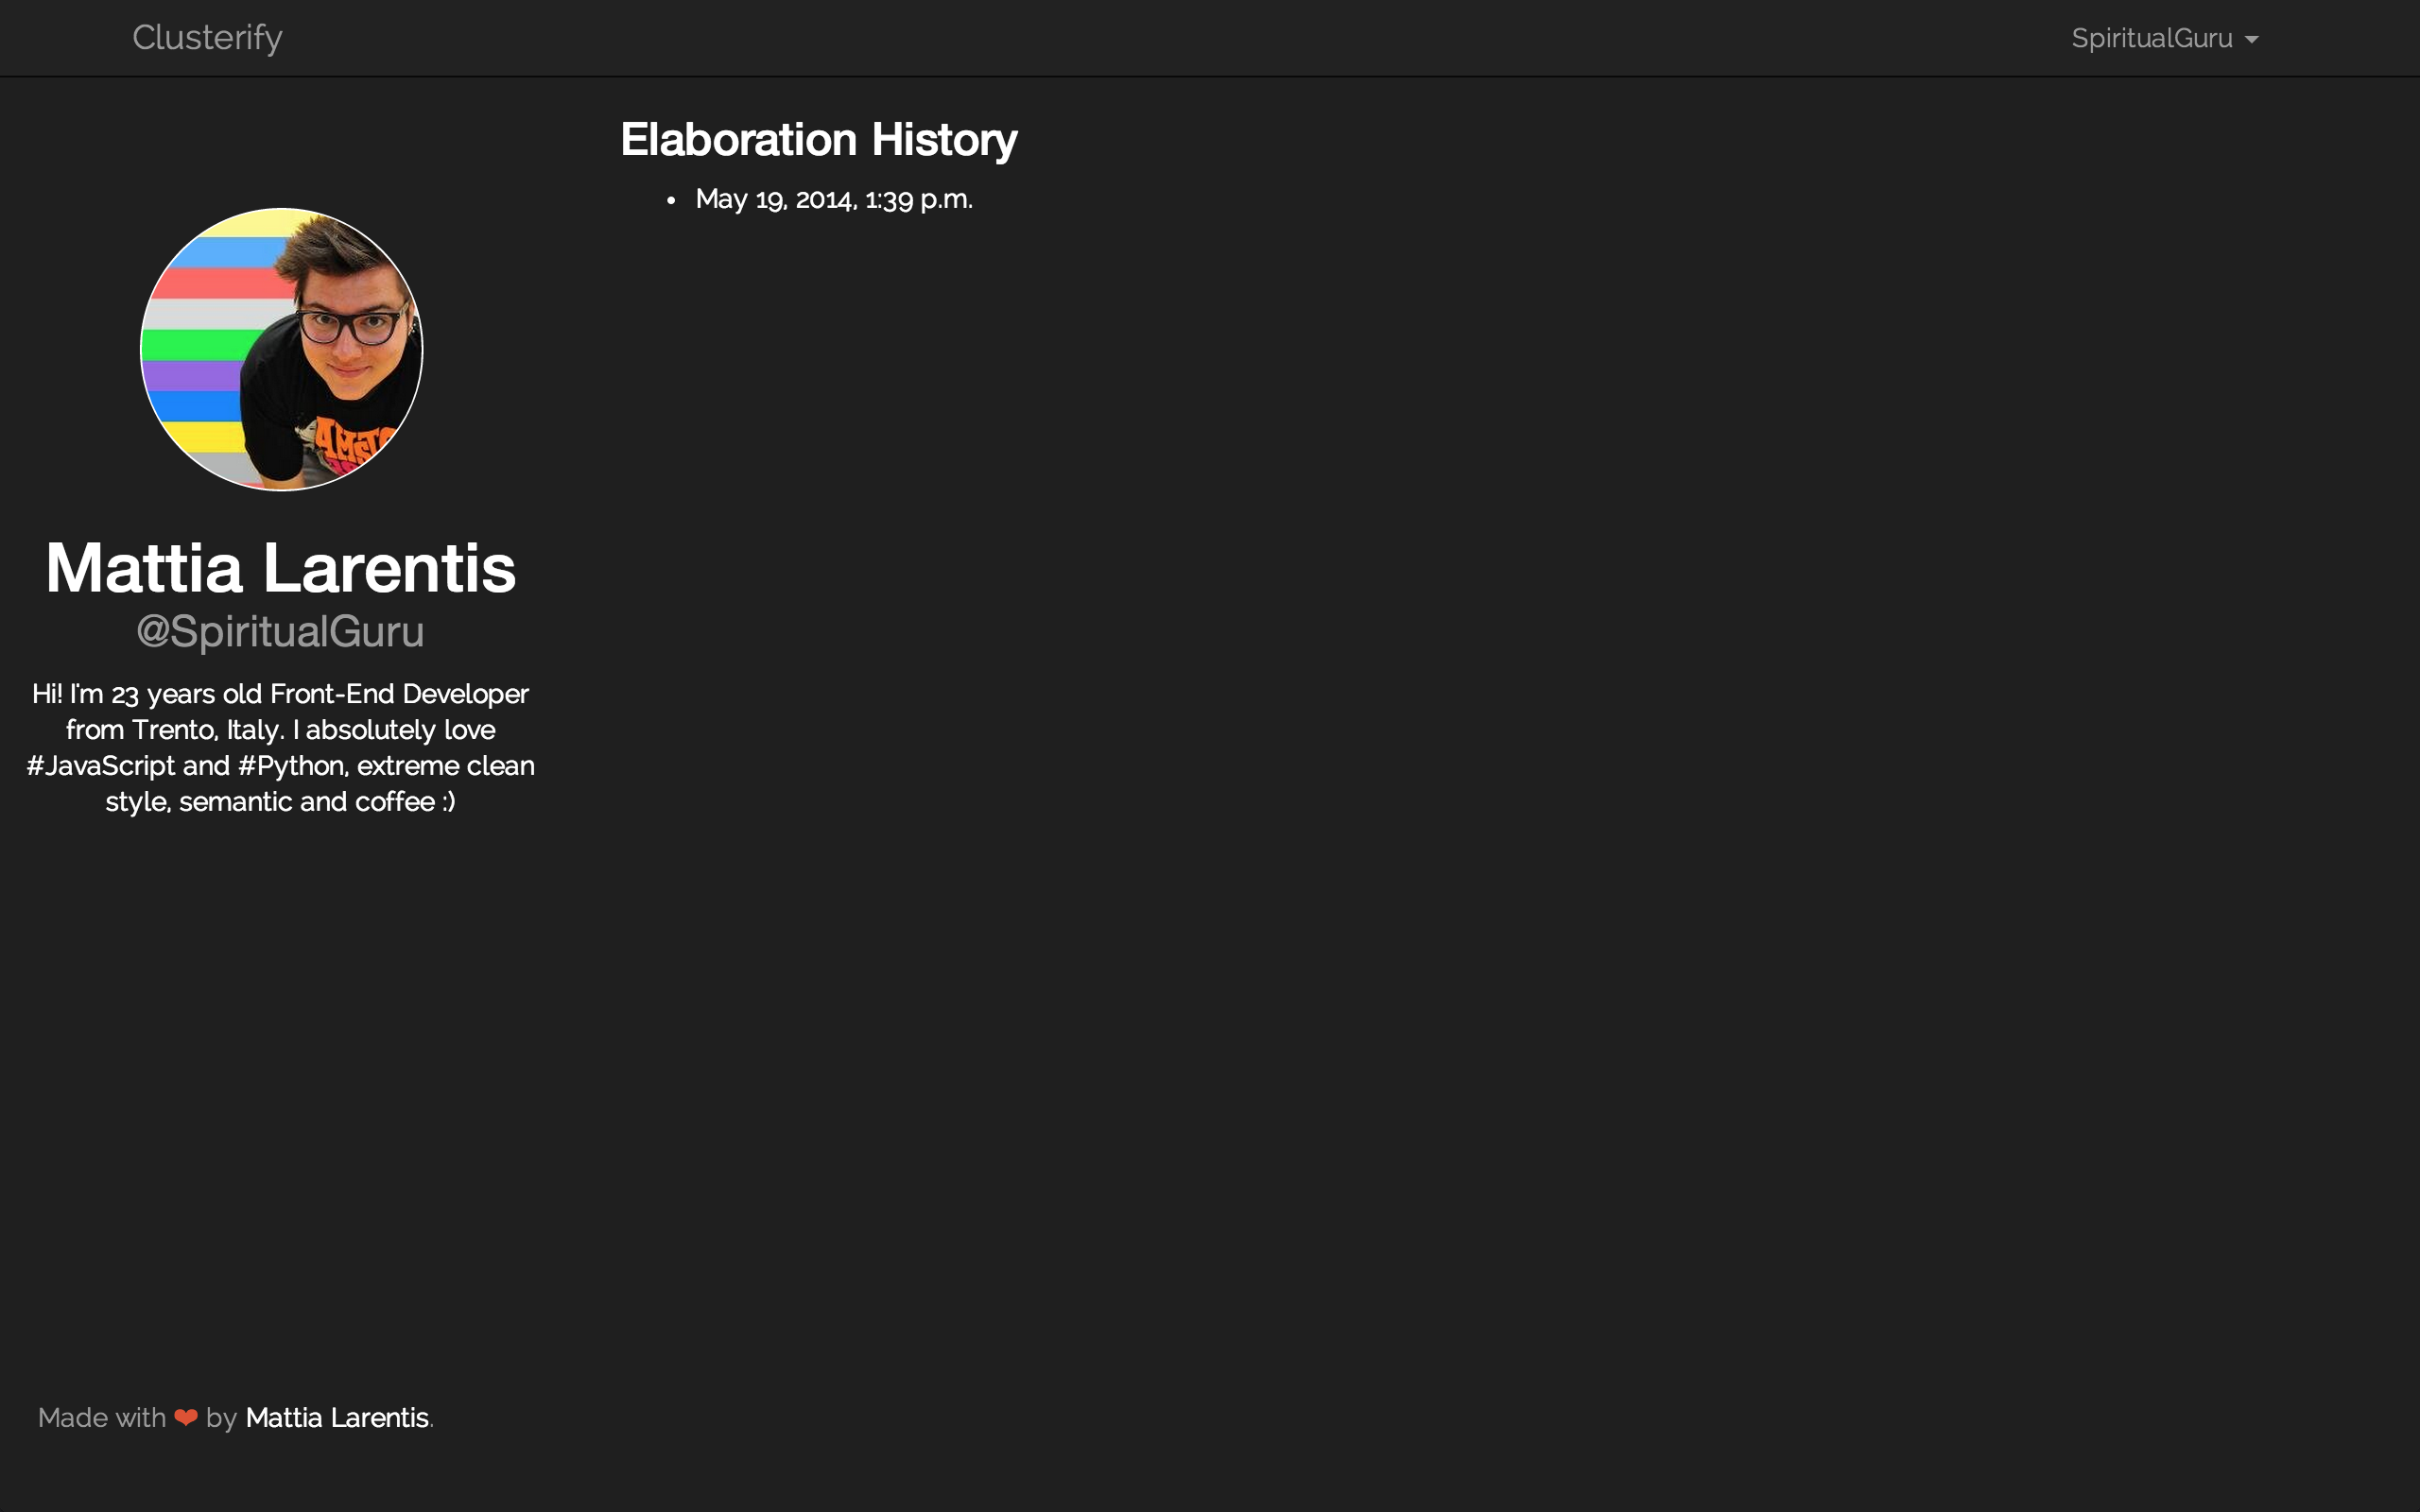 Clusterify
SpiritualGuru
Elaboration History
• May 19, 2014, 1:39 p.m.
Mattia Larentis
@SpiritualGuru
Hi! I'm 23 years old Front-End Developer
from Trento, Italy. I absolutely love
#JavaScript and #Python, extreme clean
style, semantic and coffee :)
Made with ❤ by Mattia Larentis.